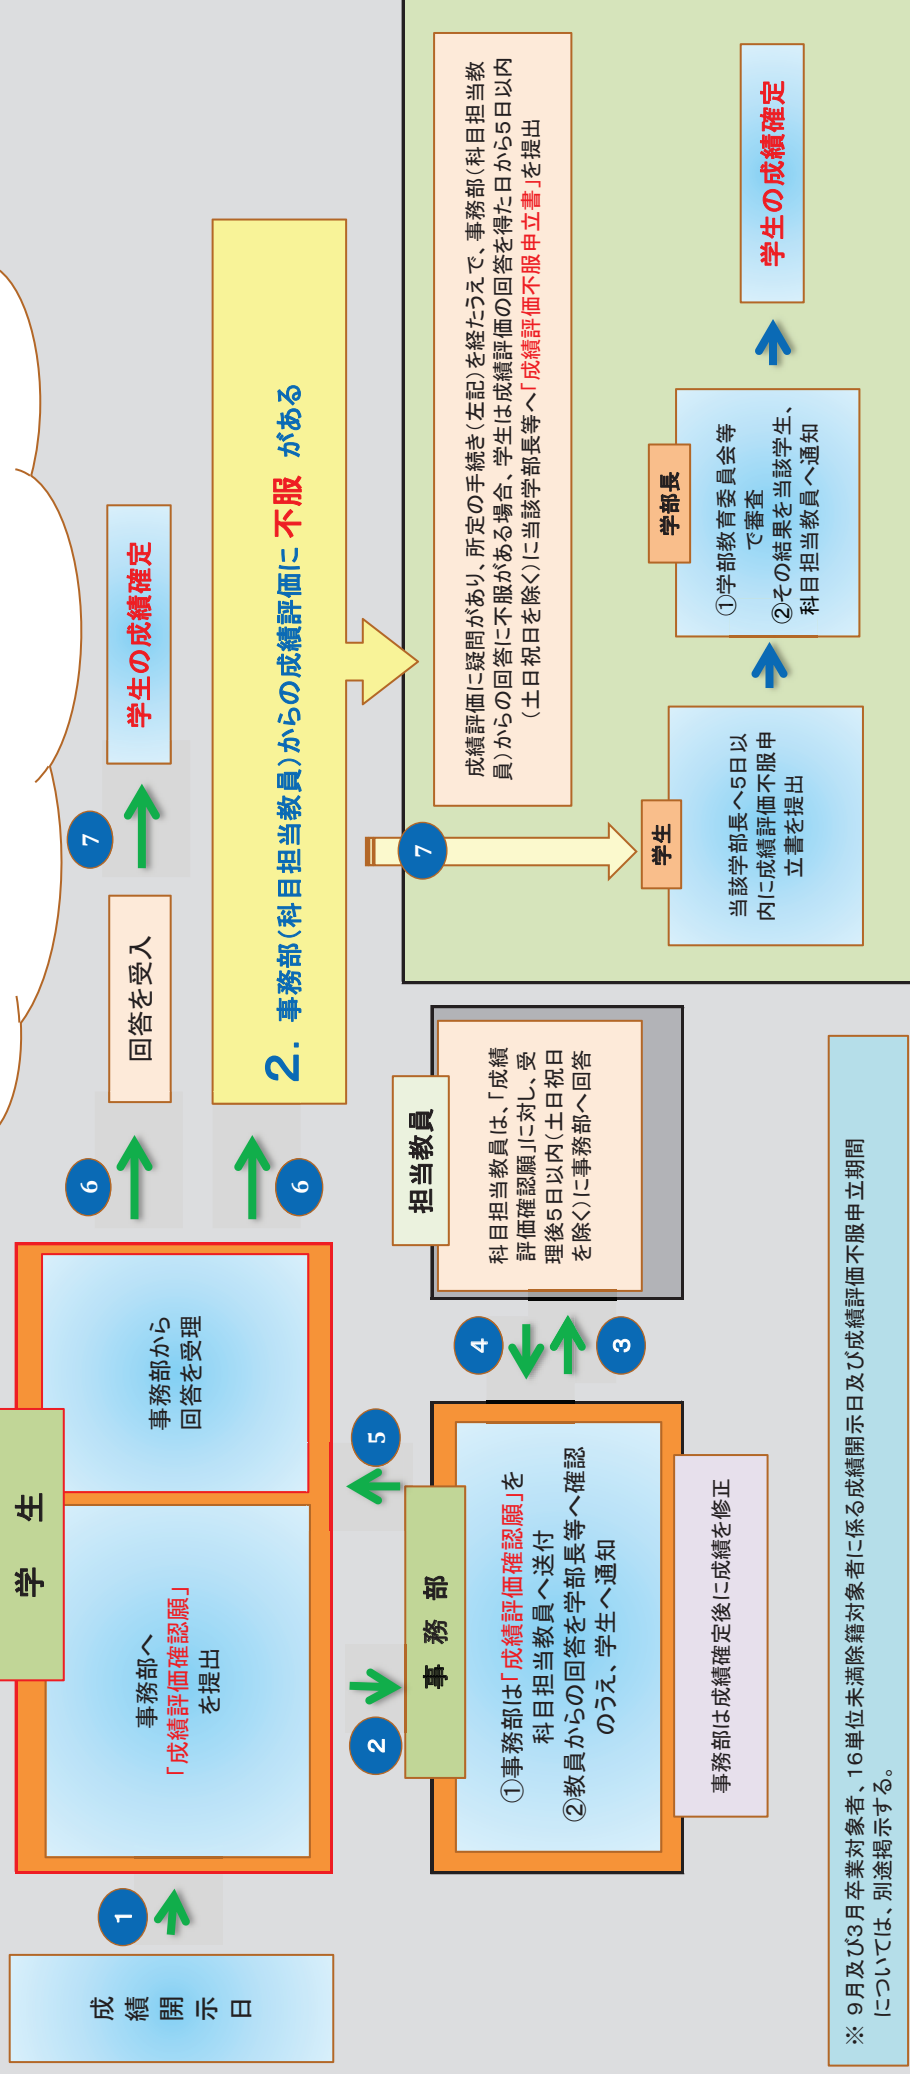 成
績
開
示
日
1
学 生
事務部へ
「成績評価確認願」
を提出
事務部から
回答を受理
2
5
事 務 部
①事務部は「成績評価確認願」を
科目担当教員へ送付
②教員からの回答を学部長等へ確認
のうえ、学生へ通知
事務部は成績確定後に成績を修正
4
3
担当教員
科目担当教員は、「成績
評価確認願」に対し、受
理後5日以内(土日祝日
を除く)に事務部へ回答
6
回答を受入
7
学生の成績確定
6
2. 事務部(科目担当教員)からの成績評価に 不服 がある
7
成績評価に疑問があり、所定の手続き(左記)を経たうえで、事務部(科目担当教
員)からの回答に不服がある場合、学生は成績評価の回答を得た日から5日以内
(土日祝日を除く)に当該学部長等へ「成績評価不服申立書」を提出
学生
当該学部長へ5日以
内に成績評価不服申
立書を提出
学部長
①学部教育委員会等
で審査
②その結果を当該学生、
科目担当教員へ通知
学生の成績確定
※ 9月及び3月卒業対象者、16単位未満除籍対象者に係る成績開示日及び成績評価不服申立期間
については、別途掲示する。